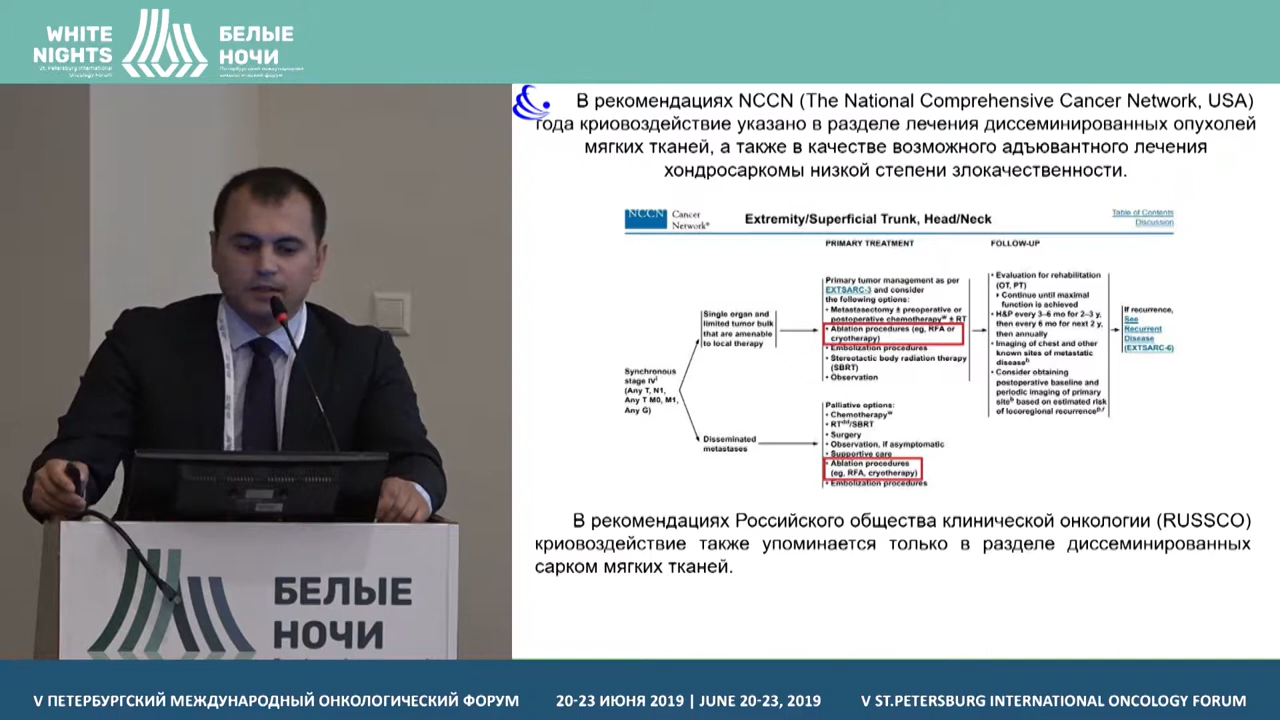 WHITE
NIGHTS
St. Petersburg International
Oncology Forum
БЕЛЫЕ
НОЧИ
Петербургский международный
онкологический форум
В рекомендациях NCCN (The National Comprehensive Cancer Network, USA)
года криовоздействие указано в разделе лечения диссеминированных опухолей
мягких тканей, а также в качестве возможного адъювантного лечения
хондросаркомы низкой степени злокачественности.
NCCN
Cancer
Network®
Extremity/Superficial Trunk, Head/Neck
Table of Contents
Discussion
PRIMARY TREATMENT
FOLLOW-UP
Synchronous
stage IV
(Any T, N1,
Any T M0, M1,
Any G)
Single organ and
limited tumor bulk
that are amenable
to local therapy
Primary tumor management as per
EXTSARC-3 and consider
the following options:
• Metastasectomy ± preoperative or
postoperative chemotherapyʷ ± RT
• Ablation procedures (eg, RFA or
cryotherapy)
• Embolization procedures
• Stereotactic body radiation therapy
(SBRT)
• Observation
Disseminated
metastases
Palliative options:
• Chemotherapyʷ
• RTᵈᵈ/SBRT
• Surgery
• Observation, if asymptomatic
• Supportive care
• Ablation procedures
(eg, RFA, cryotherapy)
• Embolization procedures
• Evaluation for rehabilitation
(OT, PT)
▸ Continue until maximal
function is achieved
• H&P every 3–6 mo for 2–3 y,
then every 6 mo for next 2 y,
then annually
• Imaging of chest and other
known sites of metastatic
diseaseʰ
• Consider obtaining
postoperative baseline and
periodic imaging of primary
siteʰ based on estimated risk
of locoregional recurrenceᵖ,ʳ
If recurrence,
See
Recurrent
Disease
(EXTSARC-6)
В рекомендациях Российского общества клинической онкологии (RUSSCO)
криовоздействие также упоминается только в разделе диссеминированных
сарком мягких тканей.
БЕЛЫЕ
НОЧИ
V ПЕТЕРБУРГСКИЙ МЕЖДУНАРОДНЫЙ ОНКОЛОГИЧЕСКИЙ ФОРУМ
20-23 ИЮНЯ 2019 | JUNE 20-23, 2019
V ST.PETERSBURG INTERNATIONAL ONCOLOGY FORUM